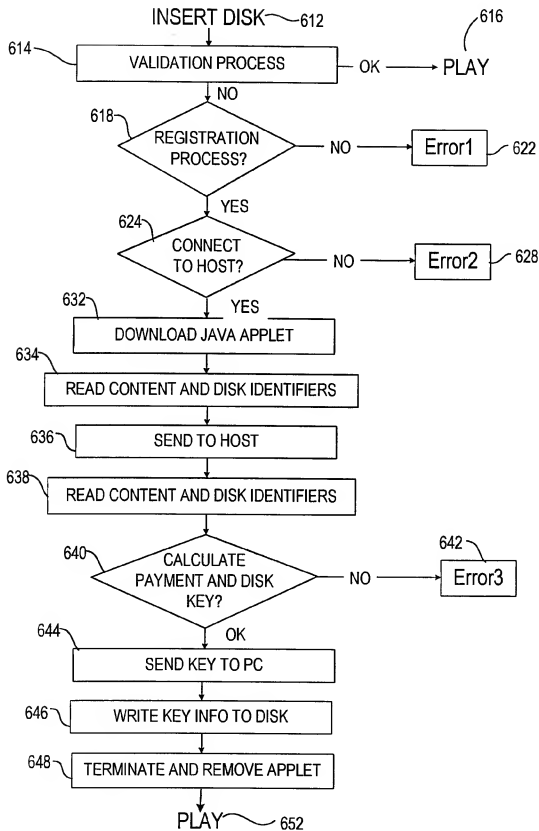 INSERT DISK 612
614
VALIDATION PROCESS
OK
PLAY
616
NO
618
REGISTRATION
PROCESS?
NO
Error1
622
YES
624
CONNECT
TO HOST?
NO
Error2
628
YES
632
DOWNLOAD JAVA APPLET
634
READ CONTENT AND DISK IDENTIFIERS
636
SEND TO HOST
638
READ CONTENT AND DISK IDENTIFIERS
640
CALCULATE
PAYMENT AND DISK
KEY?
NO
642
Error3
OK
644
SEND KEY TO PC
646
WRITE KEY INFO TO DISK
648
TERMINATE AND REMOVE APPLET
PLAY 652